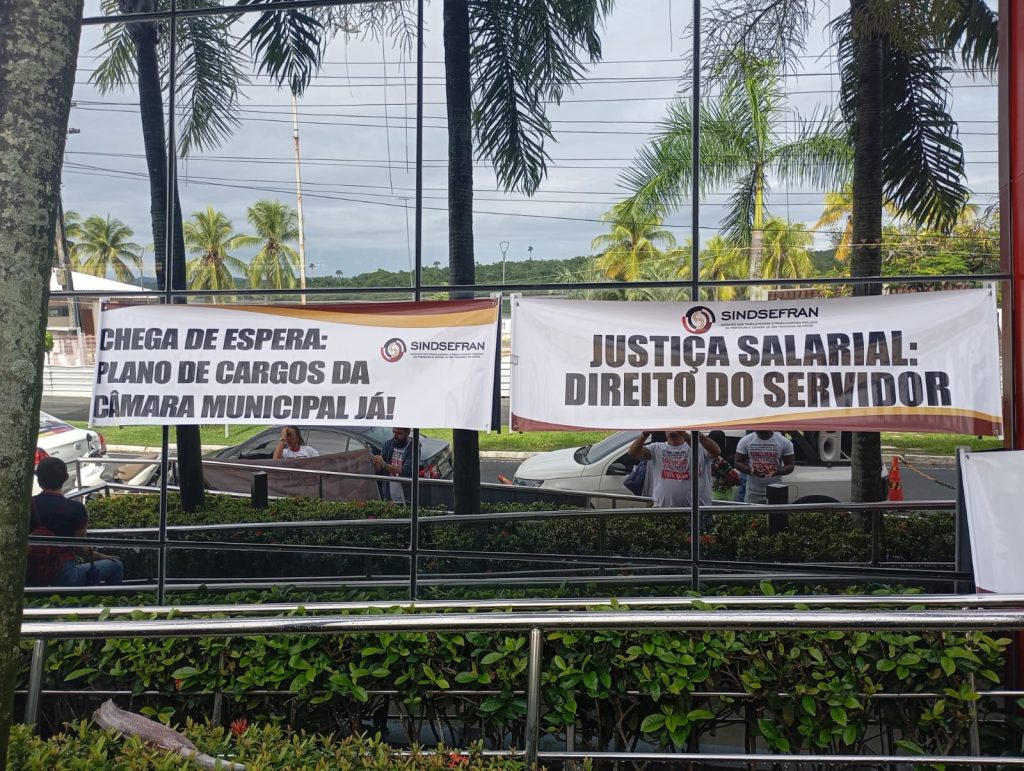 CHEGA DE ESPERA:
PLANO DE CARGOS DA
CÂMARA MUNICIPAL JÁ!
SINDSEFRAN
SINDSEFRAN
JUSTIÇA SALARIAL:
DIREITO DO SERVIDOR